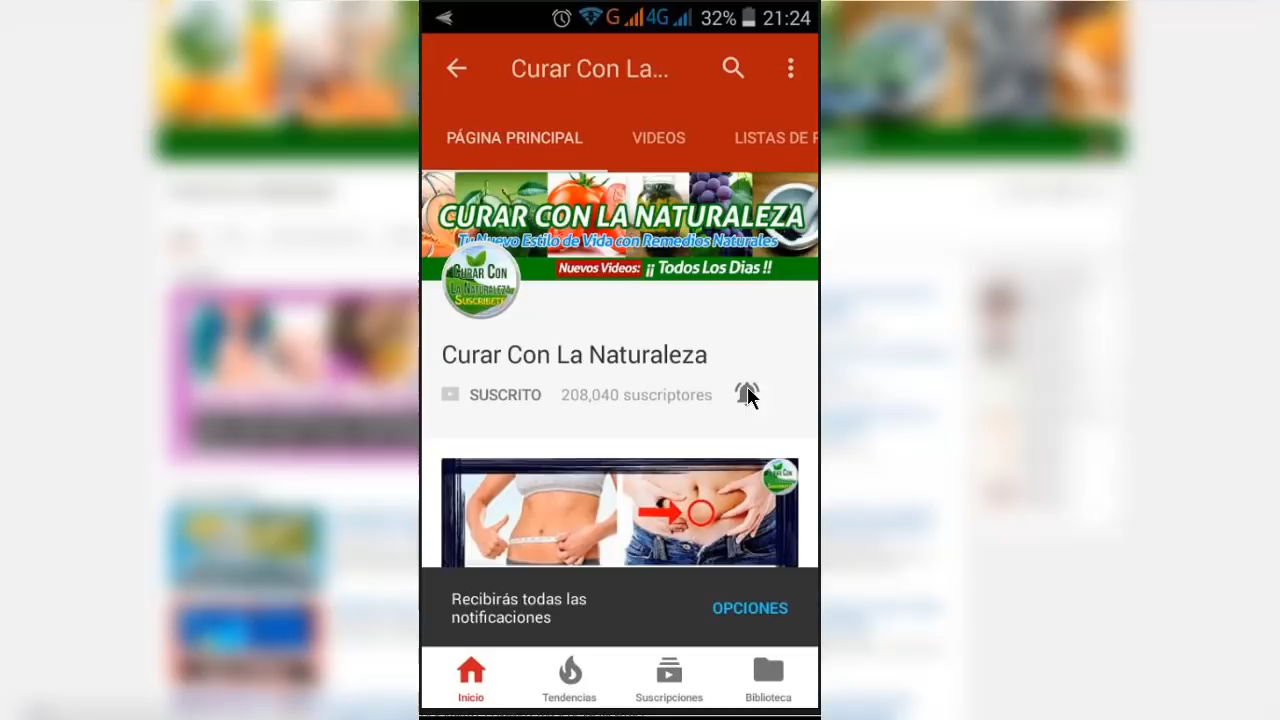 G 4G 32% 21:24
Curar Con La...
PÁGINA PRINCIPAL VIDEOS LISTAS DE
CURAR CON LA NATURALEZA
Tu Nuevo Estilo de Vida con Remedios Naturales
Nuevos Videos: ¡¡ Todos Los Dias !!
CURAR CON
LA NATURALEZA
SUSCRIBETE
Curar Con La Naturaleza
SUSCRITO 208,040 suscriptores
Recibirás todas las
notificaciones
OPCIONES
Inicio Tendencias Suscripciones Biblioteca